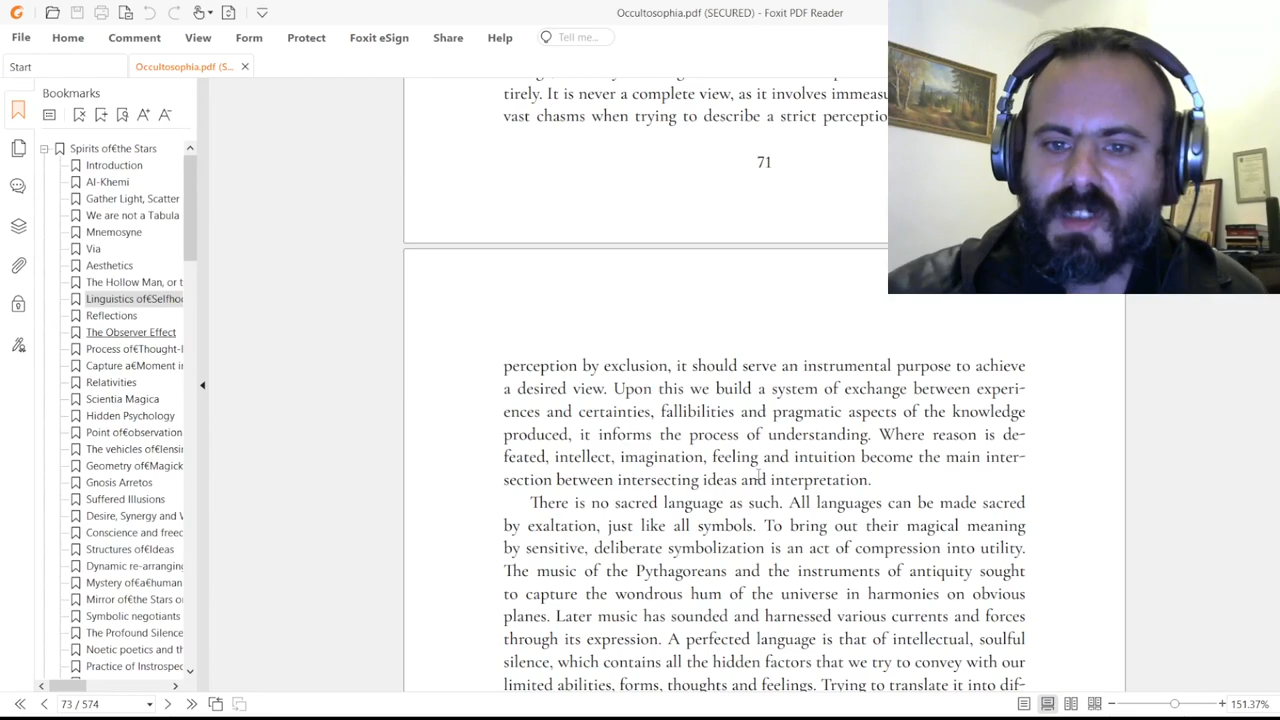 Occultosophia.pdf (SECURED) - Foxit PDF Reader
File Home Comment View Form Protect Foxit eSign Share Help Tell me...
Start Occultosophia.pdf (S...
Bookmarks
Spirits of€the Stars
Introduction
Al-Khemi
Gather Light, Scatter
We are not a Tabula
Mnemosyne
Via
Aesthetics
The Hollow Man, or t
Linguistics of€Selfhoo
Reflections
The Observer Effect
Process of€Thought-I
Capture a€Moment ir
Relativities
Scientia Magica
Hidden Psychology
Point of€observation
The vehicles of€lensin
Geometry of€Magick
Gnosis Arretos
Suffused Illusions
Desire, Synergy and V
Conscience and freec
Structures of€Ideas
Dynamic re-arranging
Mystery of€a€human
Mirror of€the Stars or
Symbolic negotiants
The Profound Silence
Noetic poetics and th
Practice of Instrospec
tirely. It is never a complete view, as it involves immeasu
vast chasms when trying to describe a strict perceptio
71
perception by exclusion, it should serve an instrumental purpose to achieve
a desired view. Upon this we build a system of exchange between experi-
ences and certainties, fallibilities and pragmatic aspects of the knowledge
produced, it informs the process of understanding. Where reason is de-
feated, intellect, imagination, feeling and intuition become the main inter-
section between intersecting ideas and interpretation.
There is no sacred language as such. All languages can be made sacred
by exaltation, just like all symbols. To bring out their magical meaning
by sensitive, deliberate symbolization is an act of compression into utility.
The music of the Pythagoreans and the instruments of antiquity sought
to capture the wondrous hum of the universe in harmonies on obvious
planes. Later music has sounded and harnessed various currents and forces
through its expression. A perfected language is that of intellectual, soulful
silence, which contains all the hidden factors that we try to convey with our
limited abilities, forms, thoughts and feelings. Trying to translate it into dif-
73 / 574
151.37%